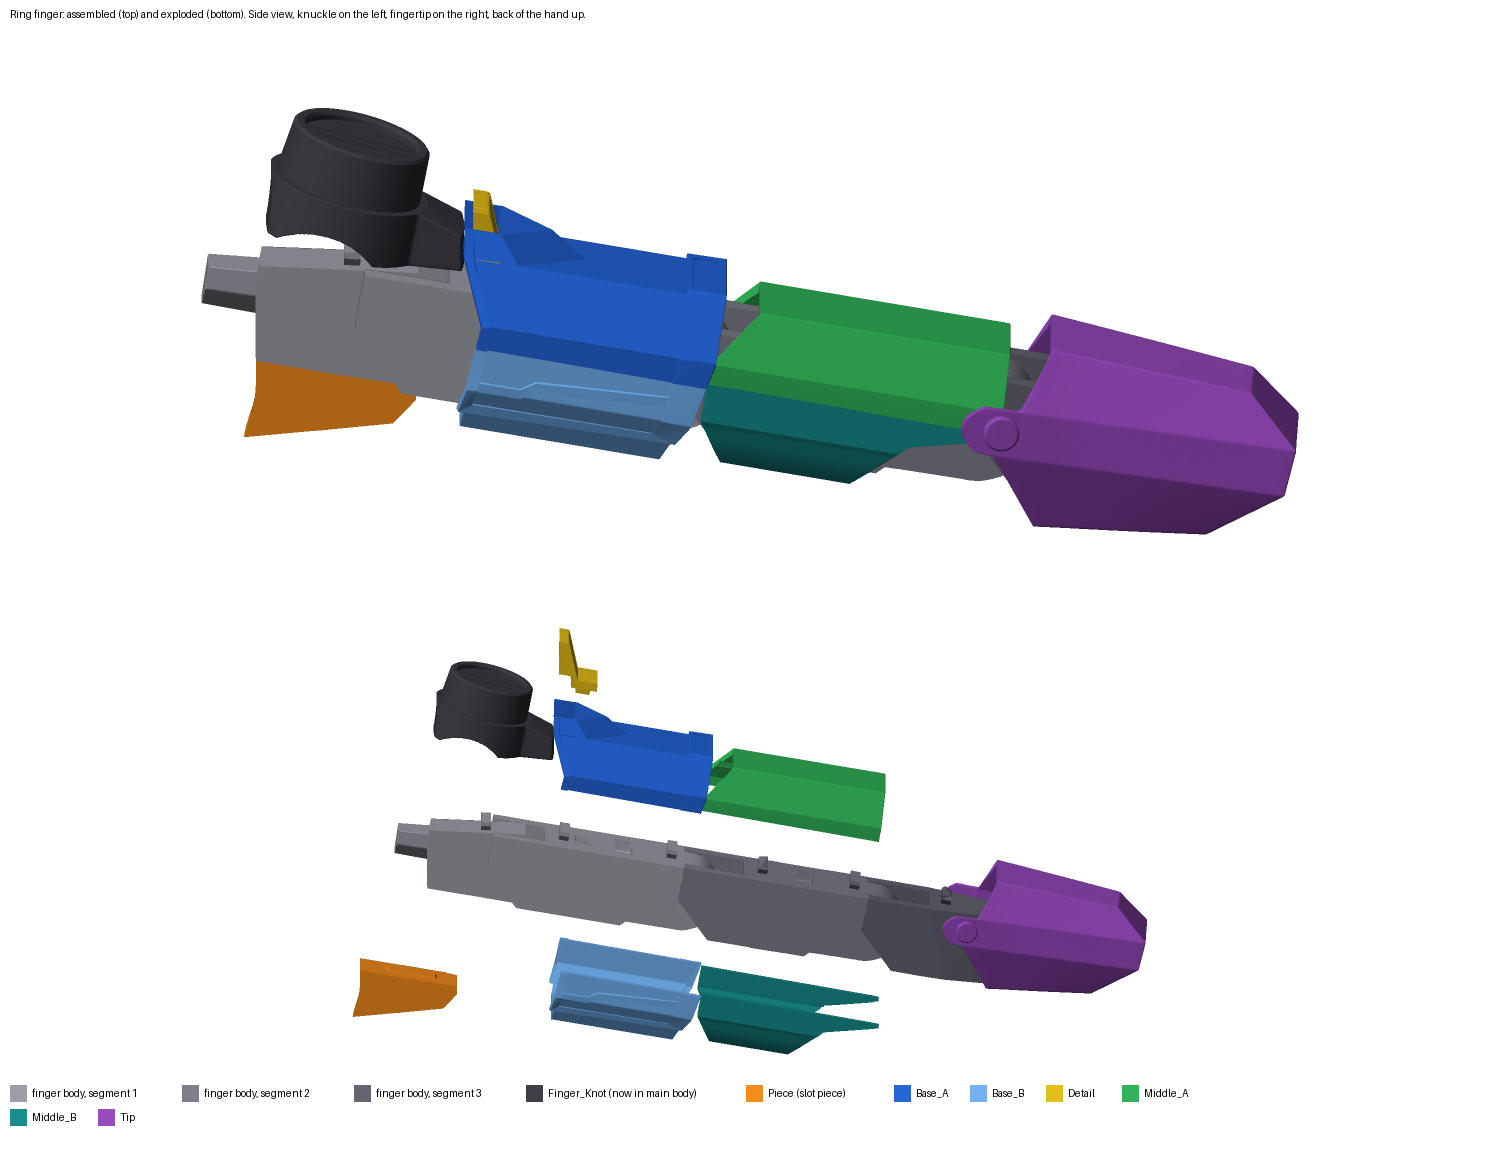 Ring finger: assembled (top) and exploded (bottom). Side view, knuckle on the left, fingertip on the right, back of the hand up.
finger body, segment 1
finger body, segment 2
finger body, segment 3
Finger_Knot (now in main body)
Piece (slot piece)
Base_A
Base_B
Detail
Middle_A
Middle_B
Tip